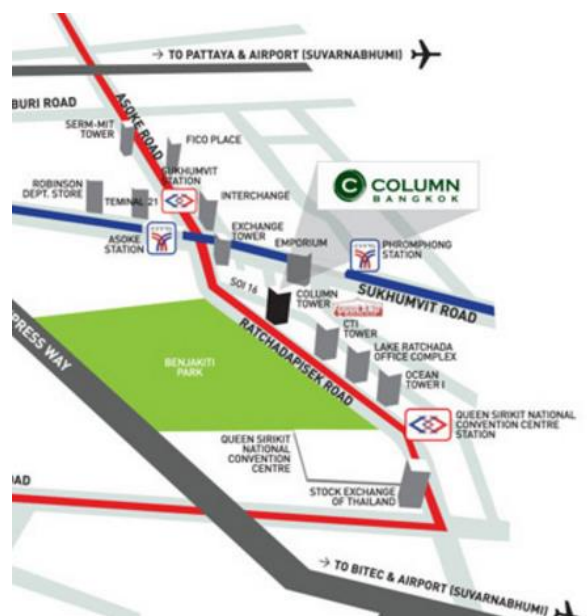 → TO PATTAYA & AIRPORT (SUVARNABHUMI)
BURI ROAD
ASOKE ROAD
SERM-MIT
TOWER
FICO PLACE
SUKHUMVIT
STATION
ROBINSON
DEPT. STORE
TEMINAL 21
INTERCHANGE
C COLUMN
BANGKOK
ASOKE
STATION
EXCHANGE
TOWER
EMPORIUM
PHROMPHONG
STATION
SUKHUMVIT ROAD
SOI 16
COLUMN
TOWER
CTI
TOWER
LAKE RATCHADA
OFFICE COMPLEX
OCEAN
TOWER I
RATCHADAPISEK ROAD
BENJAKITI
PARK
PRESS WAY
QUEEN SIRIKIT NATIONAL
CONVENTION CENTRE
STATION
QUEEN SIRIKIT
NATIONAL
CONVENTION
CENTRE
STOCK EXCHANGE
OF THAILAND
OAD
→ TO BITEC & AIRPORT (SUVARNABHUMI)